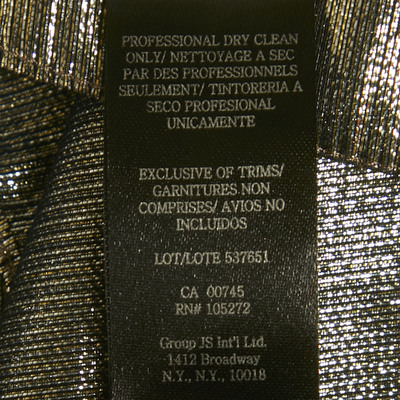 PROFESSIONAL DRY CLEAN
ONLY/ NETTOYAGE A SEC
PAR DES PROFESSIONNELS
SEULEMENT/ TINTORERIA A
SECO PROFESIONAL
UNICAMENTE
EXCLUSIVE OF TRIMS/
GARNITURES NON
COMPRISES/ AVIOS NO
INCLUIDOS
LOT/LOTE 537651
CA 00745
RN# 105272
Group JS Int'l Ltd.
1412 Broadway
N.Y., N.Y., 10018